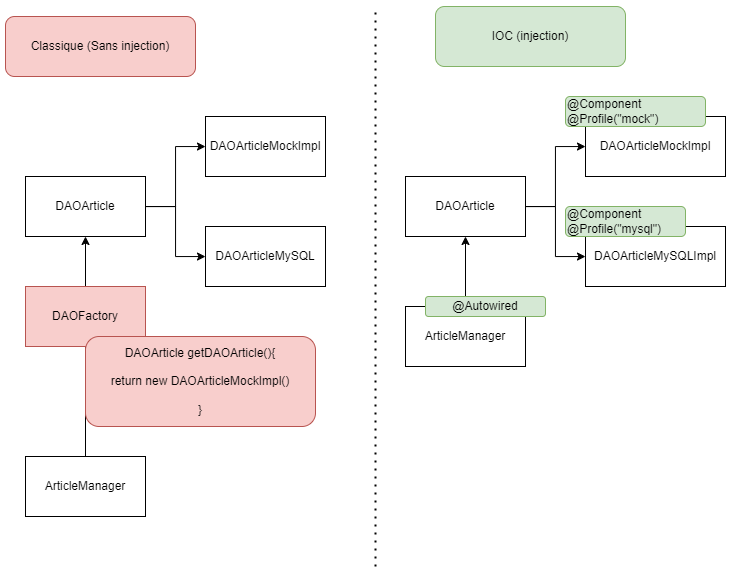 Classique (Sans injection)
DAOArticleMockImpl
DAOArticle
DAOArticleMySQL
DAOFactory
DAOArticle getDAOArticle(){
return new DAOArticleMockImpl()
}
ArticleManager
IOC (injection)
@Component
@Profile("mock")
DAOArticleMockImpl
DAOArticle
@Component
@Profile("mysql")
DAOArticleMySQLImpl
@Autowired
ArticleManager